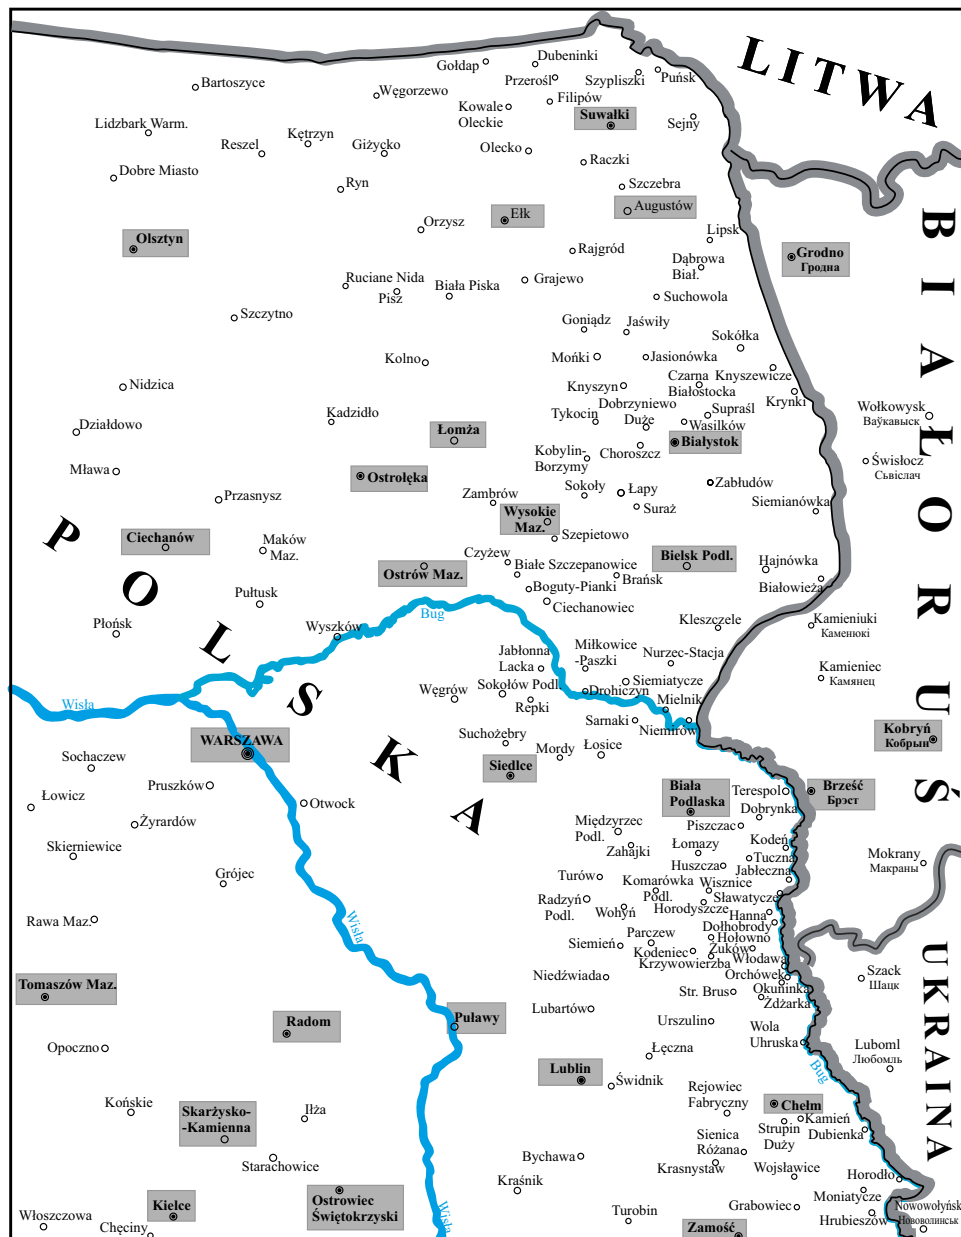 LITWA
BIAŁORUŚ
UKRAINA
POLSKA
Gołdap
Dubeninki
Bartoszyce
Węgorzewo
Przerośl
Szypliszki
Puńsk
Filipów
Kowale
Oleckie
Suwałki
Sejny
Lidzbark Warm.
Reszel
Kętrzyn
Giżycko
Olecko
Raczki
Dobre Miasto
Ryn
Szczebra
Orzysz
Ełk
Augustów
Olsztyn
Lipsk
Rajgród
Dąbrowa
Biał.
Grodno
Гродна
Ruciane Nida
Pisz
Biała Piska
Grajewo
Suchowola
Szczytno
Goniądz
Jaświły
Sokółka
Kolno
Mońki
Jasionówka
Knyszewicze
Nidzica
Knyszyn
Czarna
Białostocka
Krynki
Kadzidło
Dobrzyniewo
Duże
Tykocin
Supraśl
Wasilków
Wołkowysk
Ваўкавыск
Działdowo
Łomża
Białystok
Choroszcz
Kobylin-
Borzymy
Świsłocz
Сьвіслач
Mława
Ostrołęka
Sokoły
Łapy
Zabłudów
Przasnysz
Zambrów
Suraż
Siemianówka
Wysokie
Maz.
Szepietowo
Ciechanów
Maków
Maz.
Czyżew
Ostrów Maz.
Białe Szczepanowice
Brańsk
Bielsk Podl.
Hajnówka
Białowieża
Boguty-Pianki
Ciechanowiec
Pułtusk
Bug
Płońsk
Wyszków
Kleszczele
Kamieniuki
Каменюкі
Jabłonna
Lacka
Miłkowice
-Paszki
Nurzec-Stacja
Kamieniec
Камянец
Węgrów
Sokołów Podl.
Repki
Siemiatycze
Drohiczyn
Mielnik
Wisła
Sarnaki
Niemirów
Kobryń
Кобрын
WARSZAWA
Suchożebry
Mordy
Łosice
Sochaczew
Siedlce
Pruszków
Biała
Podlaska
Terespol
Brześć
Брэст
Łowicz
Otwock
Dobrynka
Żyrardów
Międzyrzec
Podl.
Piszczac
Kodeń
Skierniewice
Zahajki
Łomazy
Tuczna
Mokrany
Макраны
Grójec
Turów
Huszcza
Jabłeczna
Komarówka
Podl.
Wisznice
Sławatycze
Radzyń
Podl.
Wohyń
Horodyszcze
Hanna
Rawa Maz.
Wisła
Dołhobrody
Parczew
Hołowno
Siemień
Kodeniec
Żuków
Krzywowierzba
Włodawa
Niedźwiada
Orchówek
Szack
Шацк
Tomaszów Maz.
Okuninka
Str. Brus
Żdżarka
Lubartów
Puławy
Radom
Urszulin
Wola
Uhruska
Opoczno
Łęczna
Luboml
Любомль
Bug
Lublin
Świdnik
Końskie
Rejowiec
Fabryczny
Chełm
Skarżysko-
-Kamienna
Iłża
Strupin
Duży
Kamień
Dubienka
Sienica
Różana
Starachowice
Bychawa
Krasnystaw
Wojsławice
Horodło
Kraśnik
Moniatycze
Ostrowiec
Świętokrzyski
Kielce
Wisła
Grabowiec
Nowowołyńsk
Нововолинськ
Turobin
Hrubieszów
Włoszczowa
Chęciny
Zamość